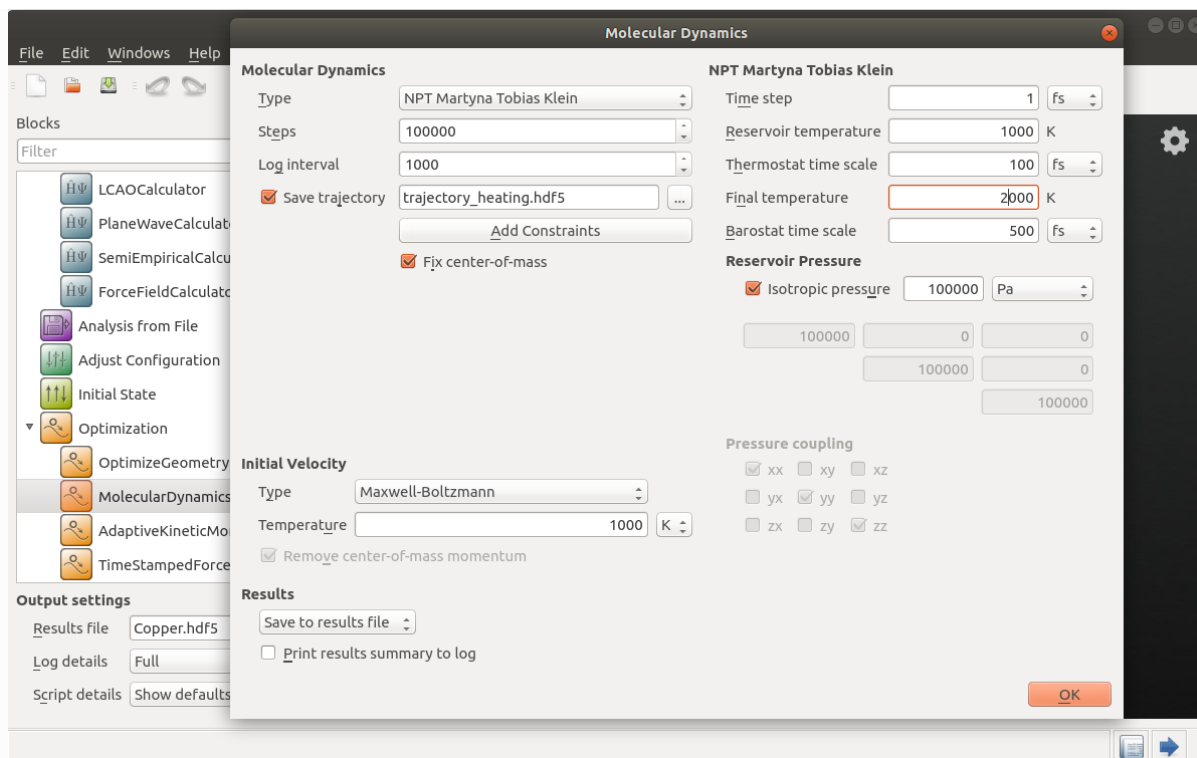 Molecular Dynamics
File Edit Windows Help
Blocks
Filter
ĤΨ LCAOCalculator
ĤΨ PlaneWaveCalculat
ĤΨ SemiEmpiricalCalcu
ĤΨ ForceFieldCalculato
Analysis from File
Adjust Configuration
Initial State
Optimization
OptimizeGeometry
MolecularDynamics
AdaptiveKineticMo
TimeStampedForce
Output settings
Results file Copper.hdf5
Log details Full
Script details Show defaults
Molecular Dynamics
Type NPT Martyna Tobias Klein
Steps 100000
Log interval 1000
Save trajectory trajectory_heating.hdf5 ...
Add Constraints
Fix center-of-mass
Initial Velocity
Type Maxwell-Boltzmann
Temperature 1000 K
Remove center-of-mass momentum
Results
Save to results file
Print results summary to log
NPT Martyna Tobias Klein
Time step 1 fs
Reservoir temperature 1000 K
Thermostat time scale 100 fs
Final temperature 2000 K
Barostat time scale 500 fs
Reservoir Pressure
Isotropic pressure 100000 Pa
100000 0 0
100000 0
100000
Pressure coupling
xx xy xz
yx yy yz
zx zy zz
OK